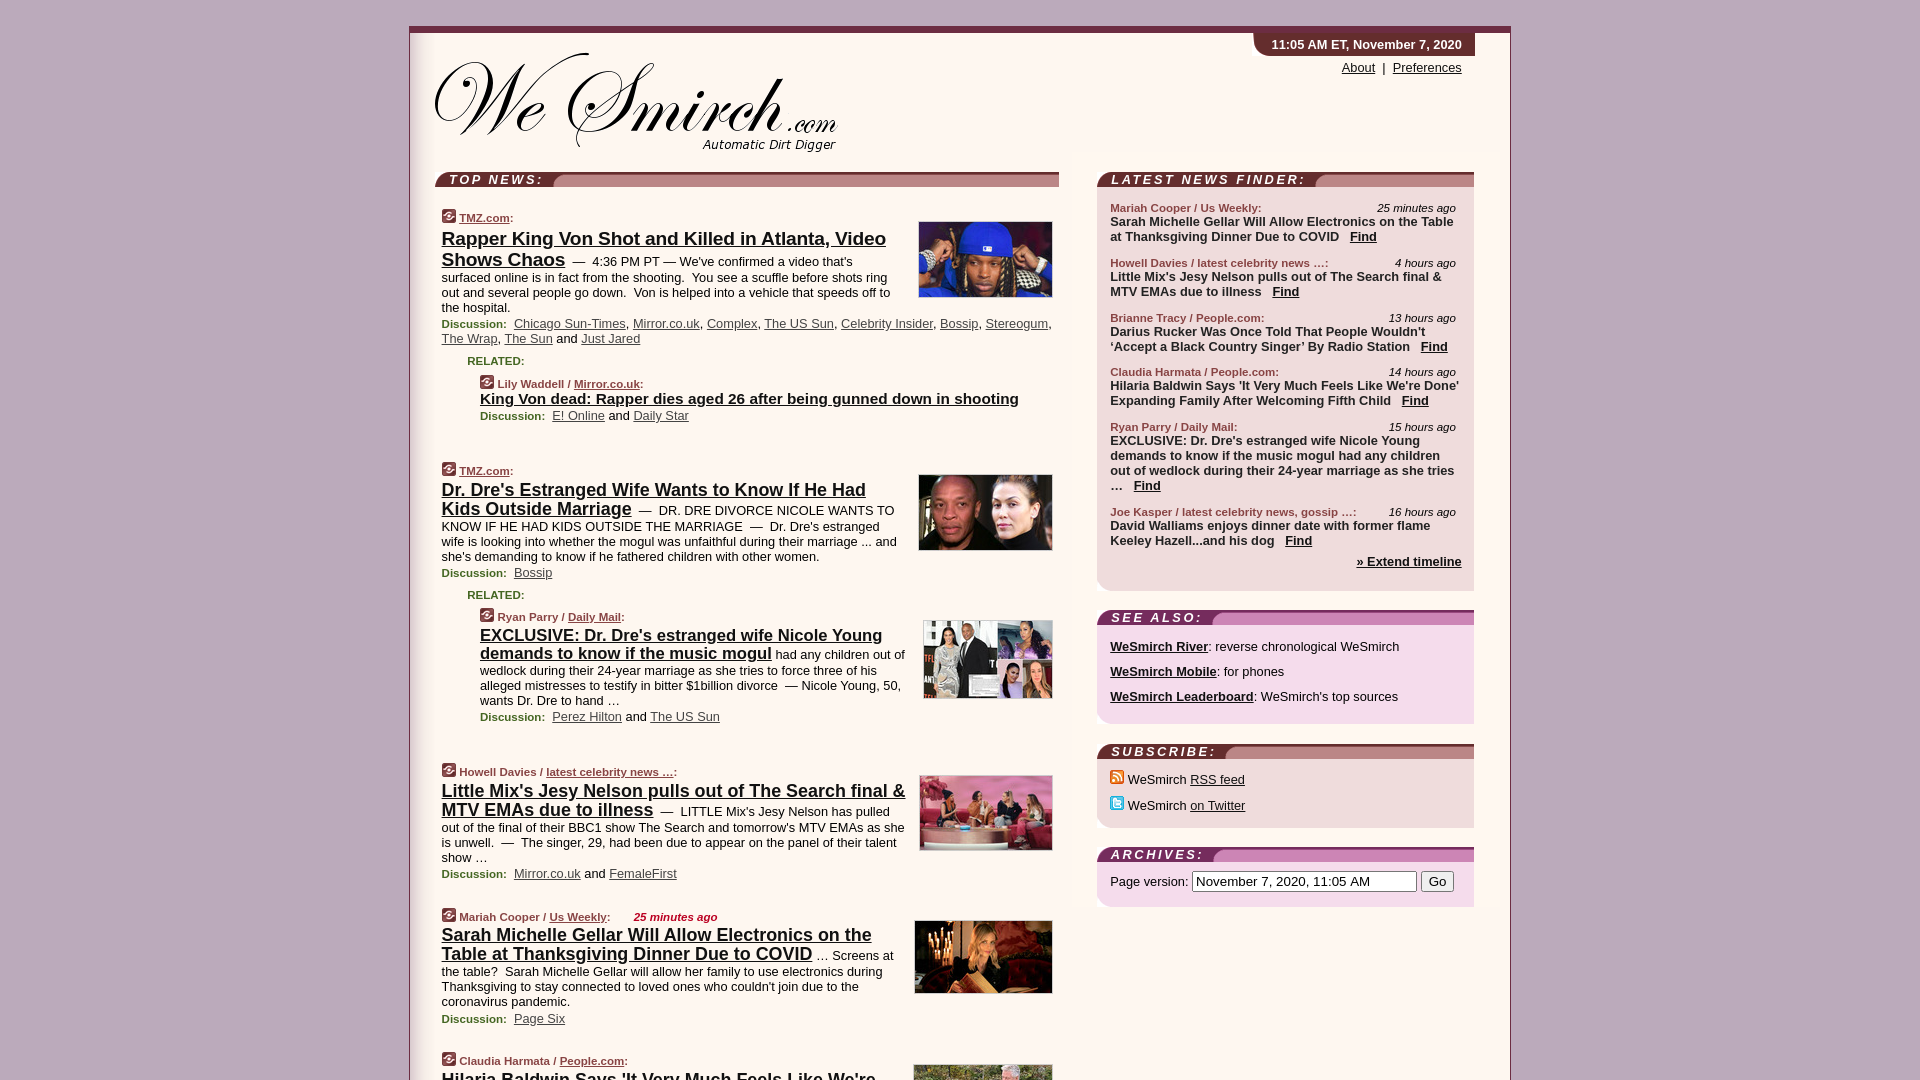 11:05 AM ET, November 7, 2020
About | Preferences
We Smirch.com
Automatic Dirt Digger
TOP NEWS:
TMZ.com:
Rapper King Von Shot and Killed in Atlanta, Video
Shows Chaos — 4:36 PM PT — We've confirmed a video that's
surfaced online is in fact from the shooting. You see a scuffle before shots ring
out and several people go down. Von is helped into a vehicle that speeds off to
the hospital.
Discussion: Chicago Sun-Times, Mirror.co.uk, Complex, The US Sun, Celebrity Insider, Bossip, Stereogum,
The Wrap, The Sun and Just Jared
RELATED:
Lily Waddell / Mirror.co.uk:
King Von dead: Rapper dies aged 26 after being gunned down in shooting
Discussion: E! Online and Daily Star
TMZ.com:
Dr. Dre's Estranged Wife Wants to Know If He Had
Kids Outside Marriage — DR. DRE DIVORCE NICOLE WANTS TO
KNOW IF HE HAD KIDS OUTSIDE THE MARRIAGE — Dr. Dre's estranged
wife is looking into whether the mogul was unfaithful during their marriage ... and
she's demanding to know if he fathered children with other women.
Discussion: Bossip
RELATED:
Ryan Parry / Daily Mail:
EXCLUSIVE: Dr. Dre's estranged wife Nicole Young
demands to know if the music mogul had any children out of
wedlock during their 24-year marriage as she tries to force three of his
alleged mistresses to testify in bitter $1billion divorce — Nicole Young, 50,
wants Dr. Dre to hand …
Discussion: Perez Hilton and The US Sun
Howell Davies / latest celebrity news …:
Little Mix's Jesy Nelson pulls out of The Search final &
MTV EMAs due to illness — LITTLE Mix's Jesy Nelson has pulled
out of the final of their BBC1 show The Search and tomorrow's MTV EMAs as she
is unwell. — The singer, 29, had been due to appear on the panel of their talent
show …
Discussion: Mirror.co.uk and FemaleFirst
Mariah Cooper / Us Weekly: 25 minutes ago
Sarah Michelle Gellar Will Allow Electronics on the
Table at Thanksgiving Dinner Due to COVID … Screens at
the table? Sarah Michelle Gellar will allow her family to use electronics during
Thanksgiving to stay connected to loved ones who couldn't join due to the
coronavirus pandemic.
Discussion: Page Six
Claudia Harmata / People.com:
Hilaria Baldwin Says 'It Very Much Feels Like We're
LATEST NEWS FINDER:
Mariah Cooper / Us Weekly: 25 minutes ago
Sarah Michelle Gellar Will Allow Electronics on the Table
at Thanksgiving Dinner Due to COVID Find
Howell Davies / latest celebrity news …: 4 hours ago
Little Mix's Jesy Nelson pulls out of The Search final &
MTV EMAs due to illness Find
Brianne Tracy / People.com: 13 hours ago
Darius Rucker Was Once Told That People Wouldn't
‘Accept a Black Country Singer’ By Radio Station Find
Claudia Harmata / People.com: 14 hours ago
Hilaria Baldwin Says 'It Very Much Feels Like We're Done'
Expanding Family After Welcoming Fifth Child Find
Ryan Parry / Daily Mail: 15 hours ago
EXCLUSIVE: Dr. Dre's estranged wife Nicole Young
demands to know if the music mogul had any children
out of wedlock during their 24-year marriage as she tries
… Find
Joe Kasper / latest celebrity news, gossip …: 16 hours ago
David Walliams enjoys dinner date with former flame
Keeley Hazell...and his dog Find
» Extend timeline
SEE ALSO:
WeSmirch River: reverse chronological WeSmirch
WeSmirch Mobile: for phones
WeSmirch Leaderboard: WeSmirch's top sources
SUBSCRIBE:
WeSmirch RSS feed
WeSmirch on Twitter
ARCHIVES:
Page version: November 7, 2020, 11:05 AM Go